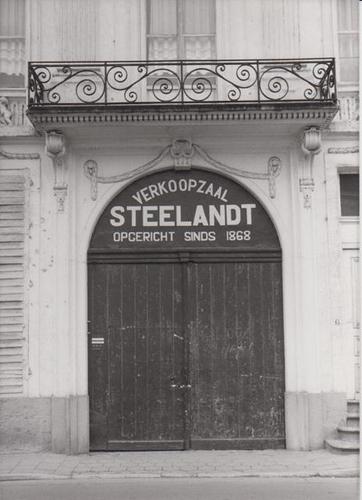 VERKOOPZAAL
STEELANDT
OPGERICHT SINDS 1868